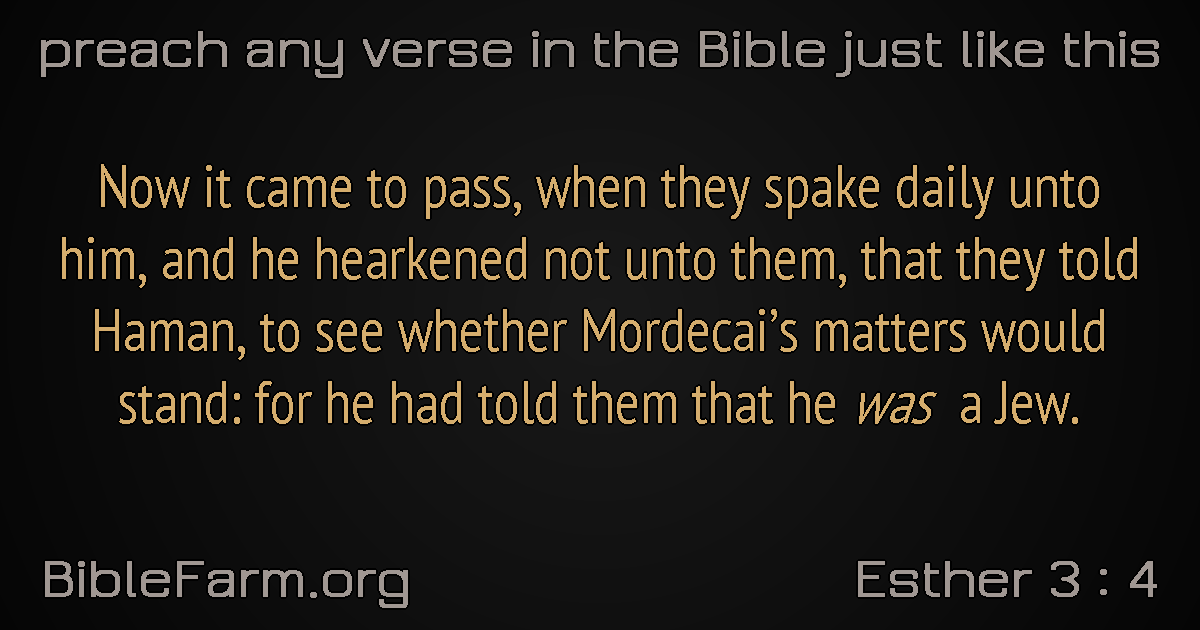 preach any verse in the Bible just like this
Now it came to pass, when they spake daily unto
him, and he hearkened not unto them, that they told
Haman, to see whether Mordecai’s matters would
stand: for he had told them that he was a Jew.
BibleFarm.org
Esther 3 : 4